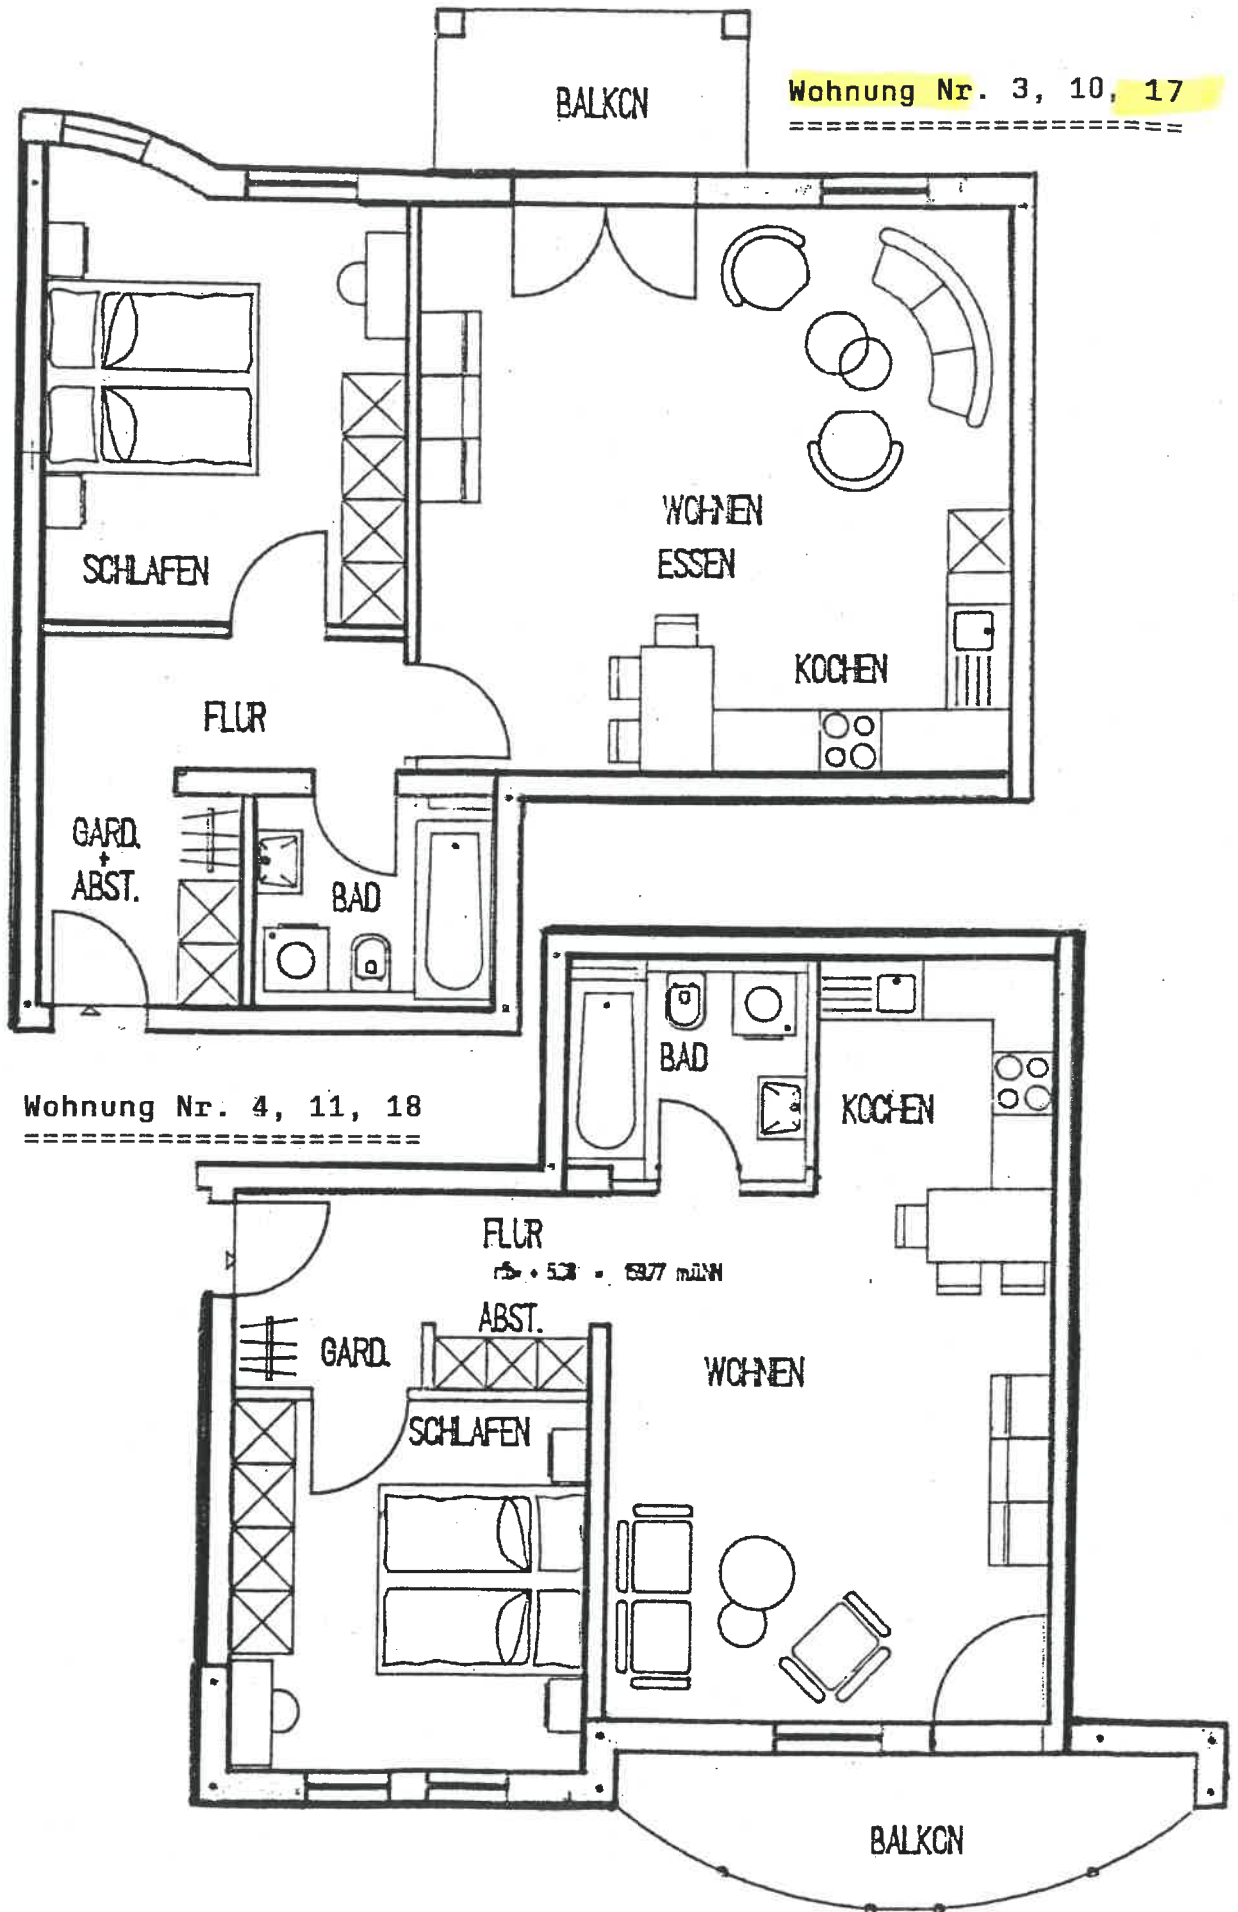 BALKON
Wohnung Nr. 3, 10, 17
SCHLAFEN
WOHNEN
ESSEN
KOCHEN
FLUR
GARD.
+
ABST.
BAD
Wohnung Nr. 4, 11, 18
BAD
KOCHEN
FLUR
ABST.
GARD.
WOHNEN
SCHLAFEN
BALKON